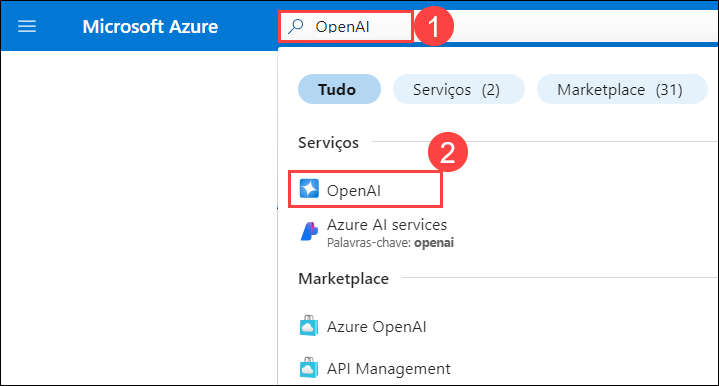 Microsoft Azure
OpenAI
1
Tudo
Serviços (2)
Marketplace (31)
Serviços
2
OpenAI
Azure AI services
Palavras-chave: openai
Marketplace
Azure OpenAI
API Management